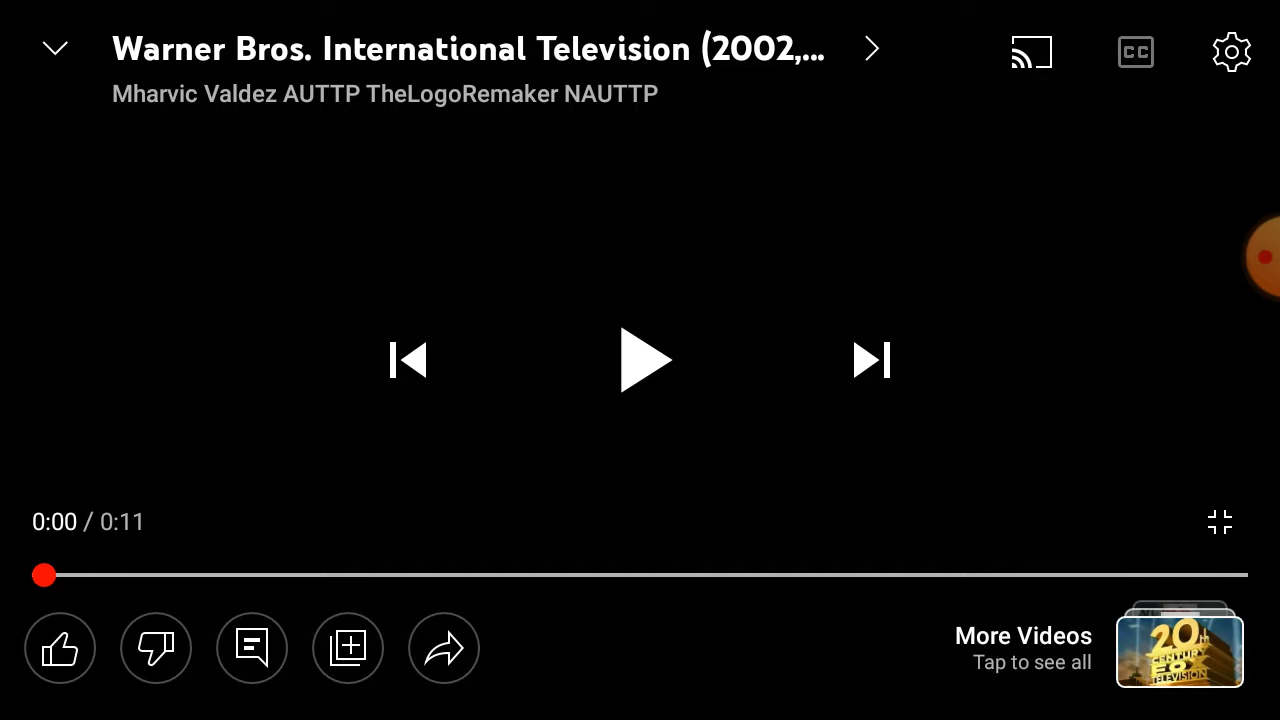 Warner Bros. International Television (2002,...
Mharvic Valdez AUTTP TheLogoRemaker NAUTTP
CC
0:00 / 0:11
More Videos
Tap to see all
20th
CENTURY
FOX
TELEVISION